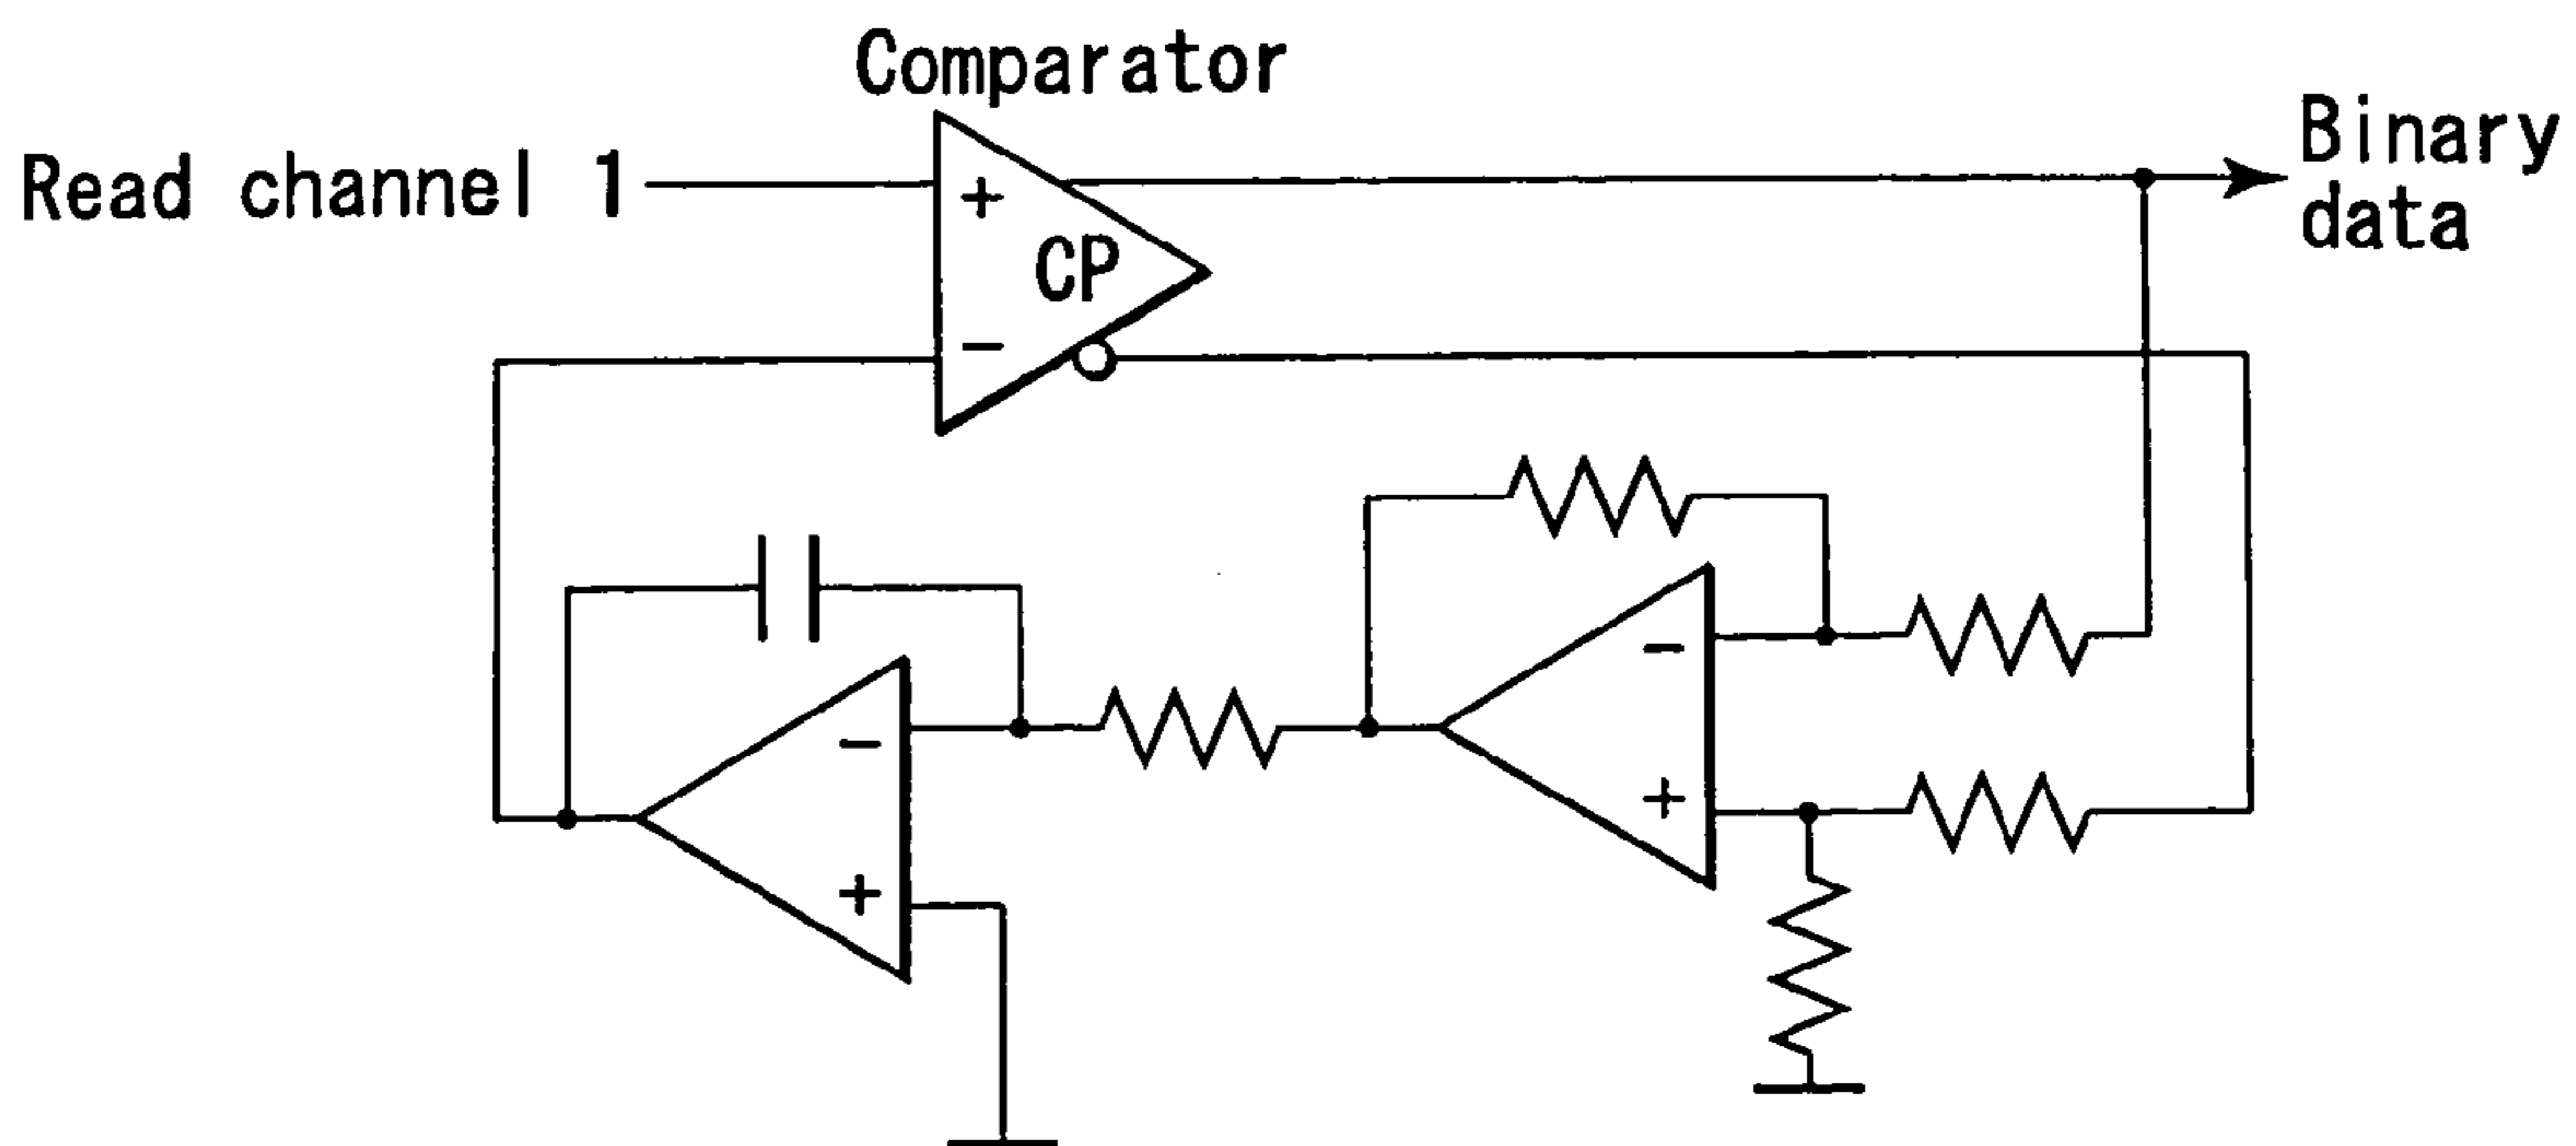 Comparator
Read channel 1
Binary
data
+
CP
−
−
+
−
+